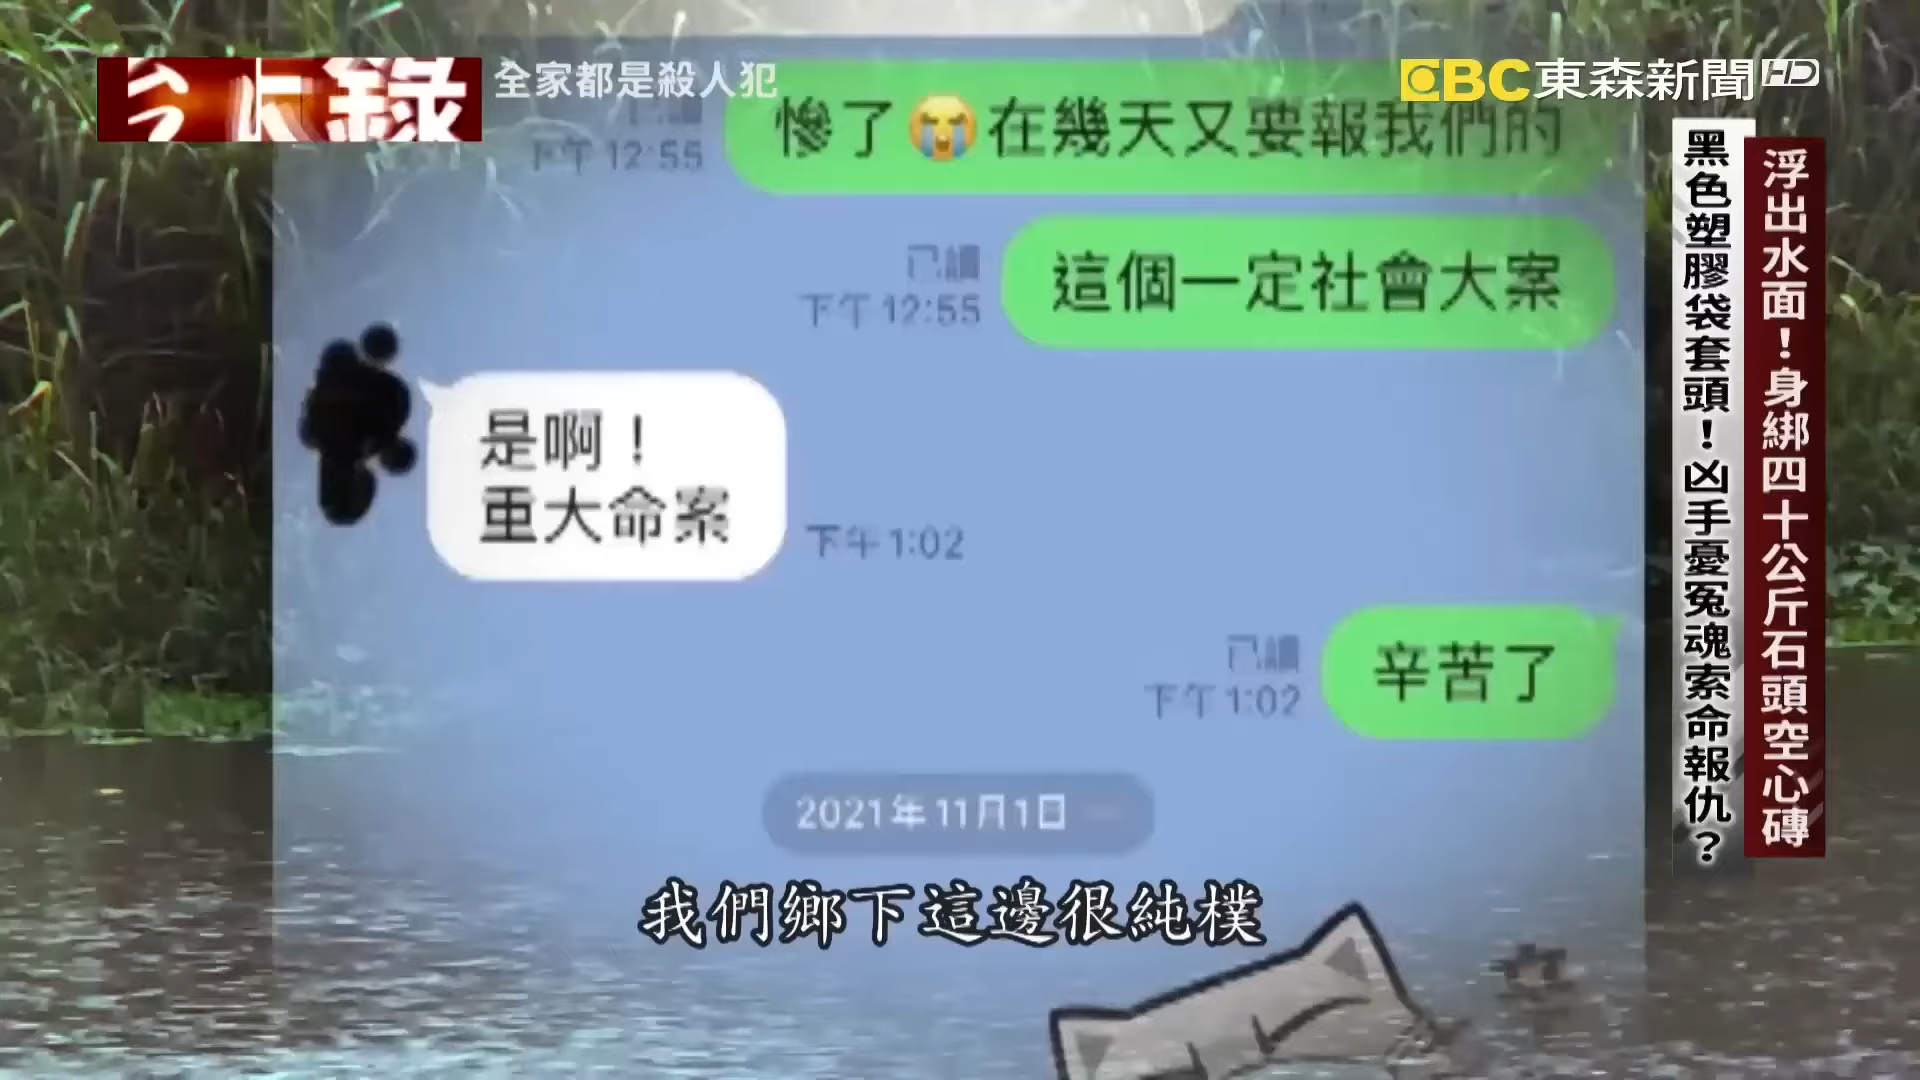 全家都是殺人犯
EBC東森新聞HD
錄
慘了😭在幾天又要報我們的
下午 12:55
這個一定社會大案
已讀
下午 12:55
是啊！
重大命案
下午 1:02
辛苦了
已讀
下午 1:02
2021年11月1日
我們鄉下這邊很純樸
浮出水面！身綁四十公斤石頭空心磚
黑色塑膠袋套頭！凶手憂冤魂索命報仇？